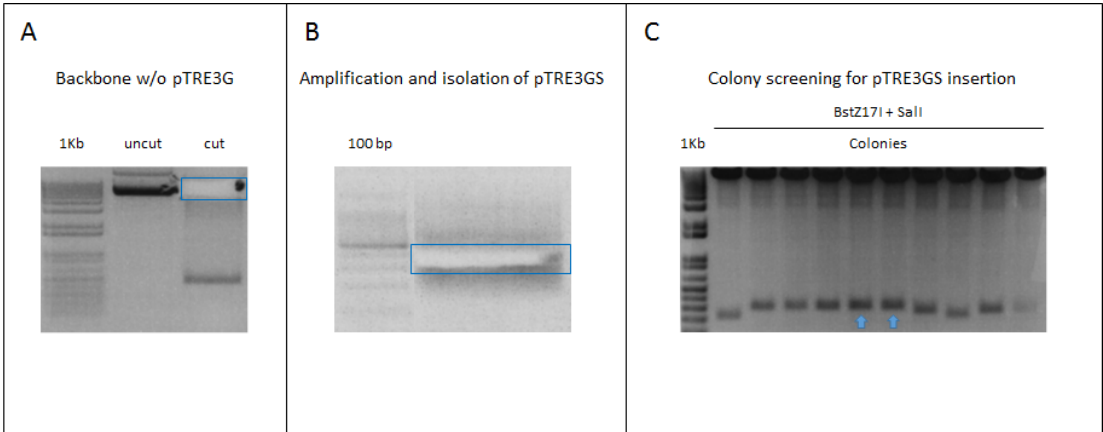 A
Backbone w/o pTRE3G
1Kb uncut cut
B
Amplification and isolation of pTRE3GS
100 bp
C
Colony screening for pTRE3GS insertion
BstZ17I + SalI
1Kb Colonies